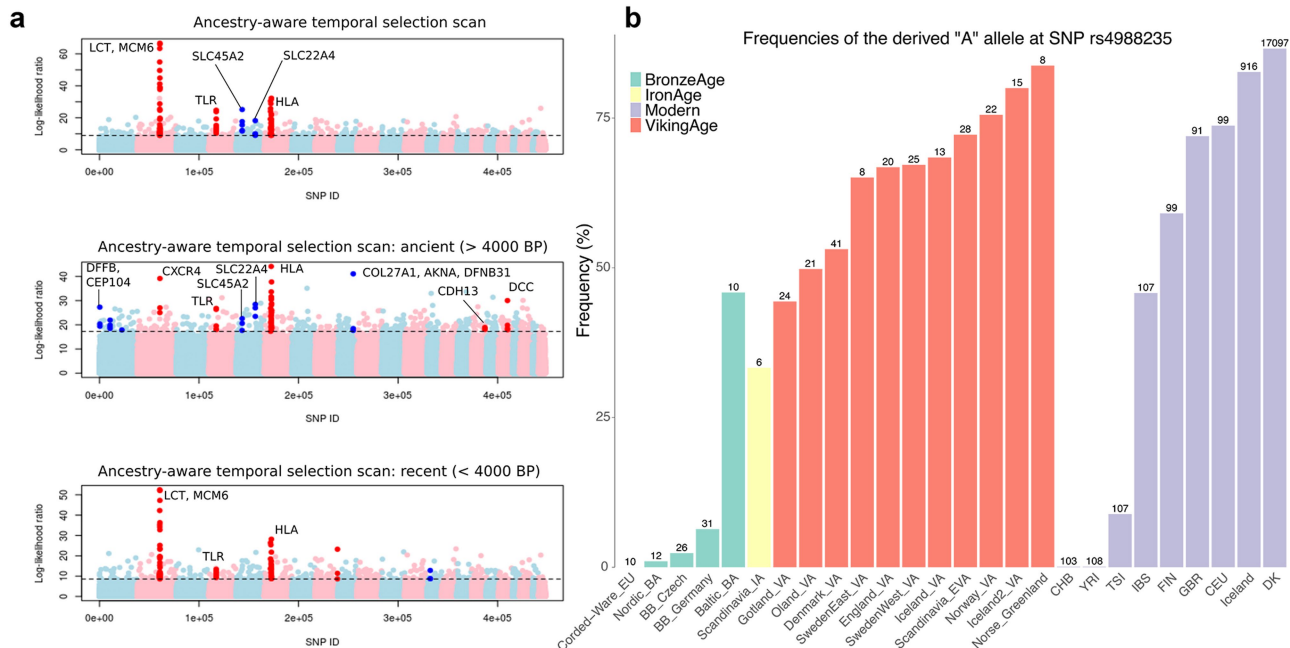 a
Ancestry-aware temporal selection scan
LCT, MCM6
SLC45A2
SLC22A4
TLR
HLA
Log-likelihood ratio
60
40
20
0
0e+00
1e+05
2e+05
3e+05
4e+05
SNP ID
Ancestry-aware temporal selection scan: ancient (> 4000 BP)
DFFB,
CEP104
CXCR4
SLC22A4
SLC45A2
TLR
HLA
COL27A1, AKNA, DFNB31
CDH13
DCC
Log-likelihood ratio
40
30
20
10
0
0e+00
1e+05
2e+05
3e+05
4e+05
SNP ID
Ancestry-aware temporal selection scan: recent (< 4000 BP)
LCT, MCM6
TLR
HLA
Log-likelihood ratio
50
40
30
20
10
0
0e+00
1e+05
2e+05
3e+05
4e+05
SNP ID
b
Frequencies of the derived "A" allele at SNP rs4988235
BronzeAge
IronAge
Modern
VikingAge
Frequency (%)
75
50
25
0
10
12
26
31
10
6
24
21
41
8
20
25
13
28
22
15
8
103
108
107
107
99
91
99
916
17097
Corded-Ware_EU
Nordic_BA
BB_Czech
BB_Germany
Baltic_BA
Scandinavia_IA
Gotland_VA
Oland_VA
Denmark_VA
SwedenEast_VA
England_VA
SwedenWest_VA
Iceland_VA
Scandinavia_EVA
Norway_VA
Iceland2_VA
Norse_Greenland
CHB
YRI
TSI
IBS
FIN
GBR
CEU
Iceland
DK